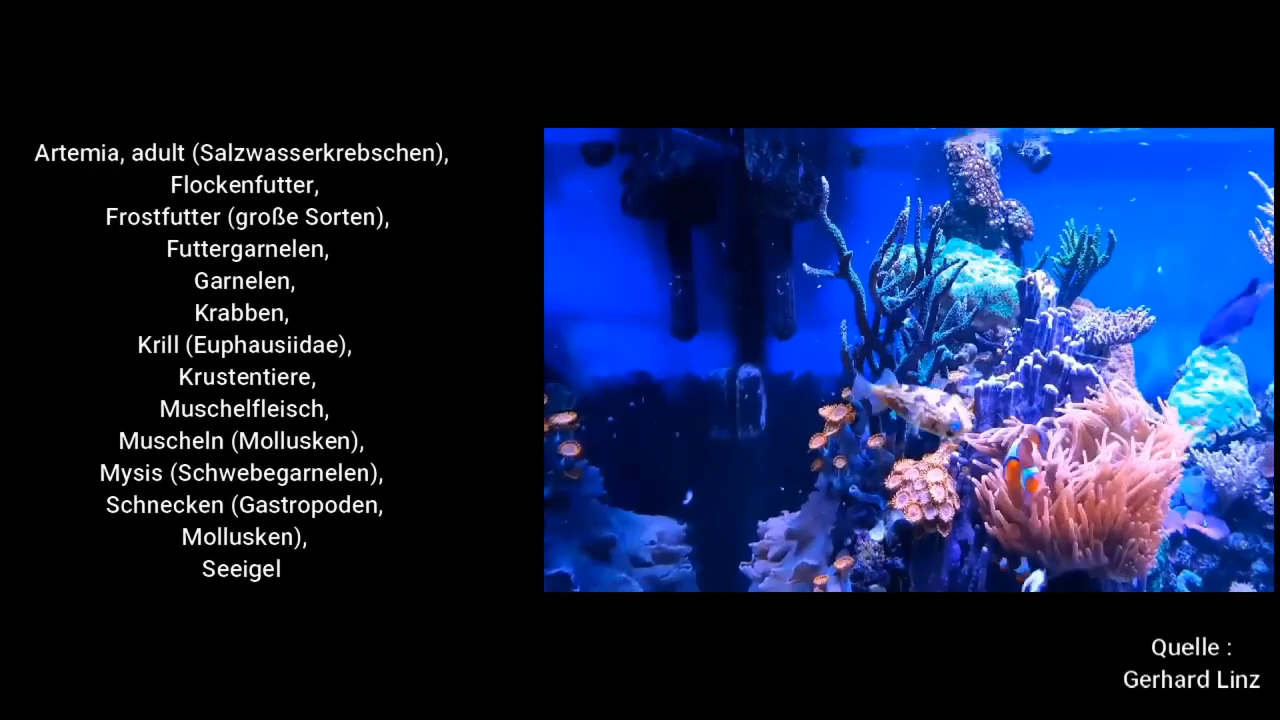 Artemia, adult (Salzwasserkrebschen),
Flockenfutter,
Frostfutter (große Sorten),
Futtergarnelen,
Garnelen,
Krabben,
Krill (Euphausiidae),
Krustentiere,
Muschelfleisch,
Muscheln (Mollusken),
Mysis (Schwebegarnelen),
Schnecken (Gastropoden,
Mollusken),
Seeigel
Quelle :
Gerhard Linz